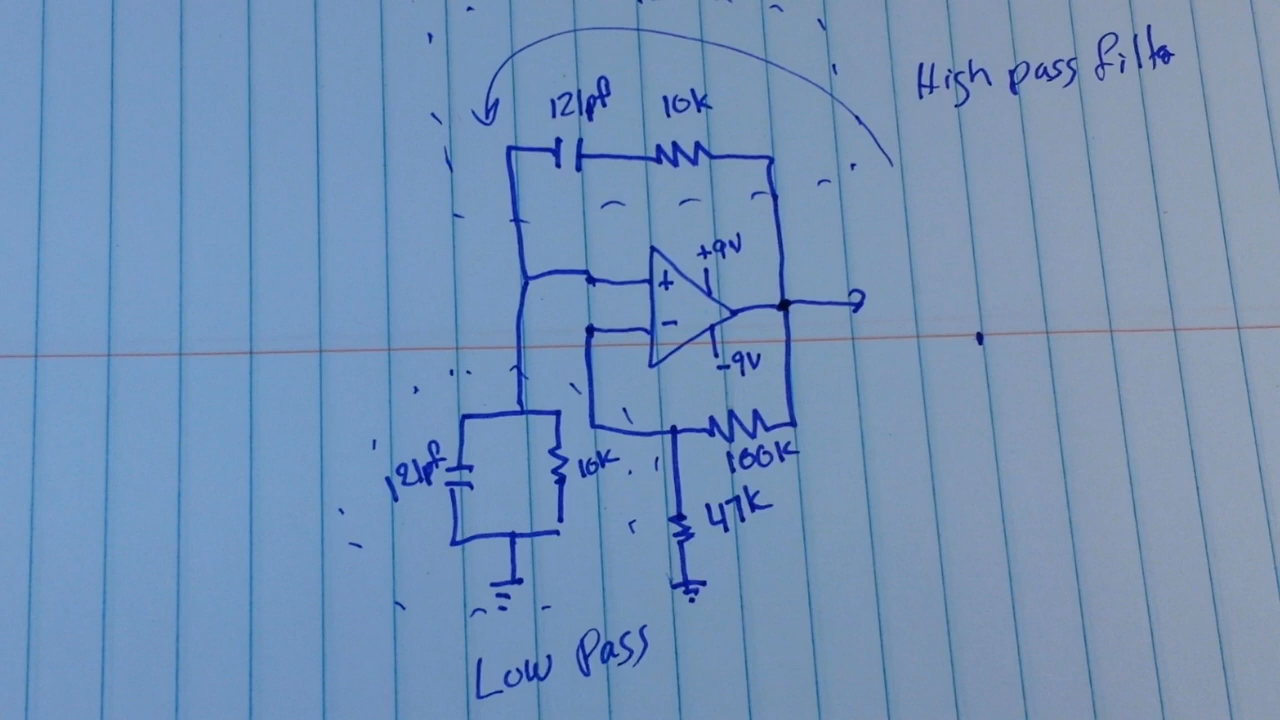 High pass filte
121pf
10k
+9V
+
-
-9V
121pf
10k
100K
47K
Low Pass